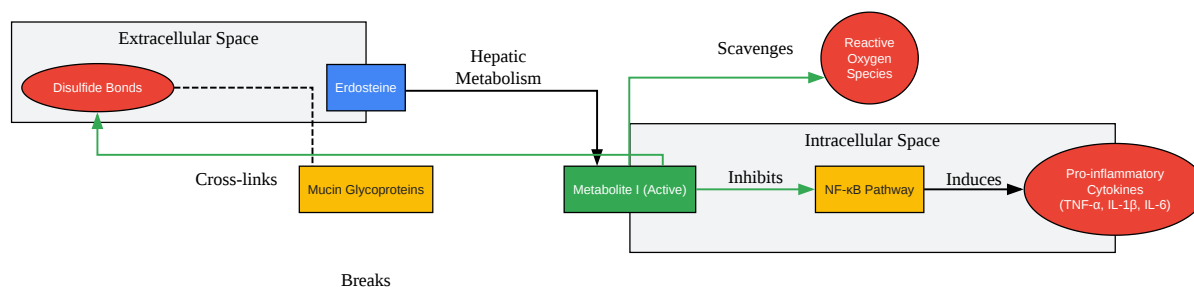 Extracellular Space
Disulfide Bonds
Erdosteine
Hepatic
Metabolism
Scavenges
Reactive
Oxygen
Species
Intracellular Space
Cross-links
Mucin Glycoproteins
Metabolite I (Active)
Inhibits
NF-κB Pathway
Induces
Pro-inflammatory
Cytokines
(TNF-α, IL-1β, IL-6)
Breaks